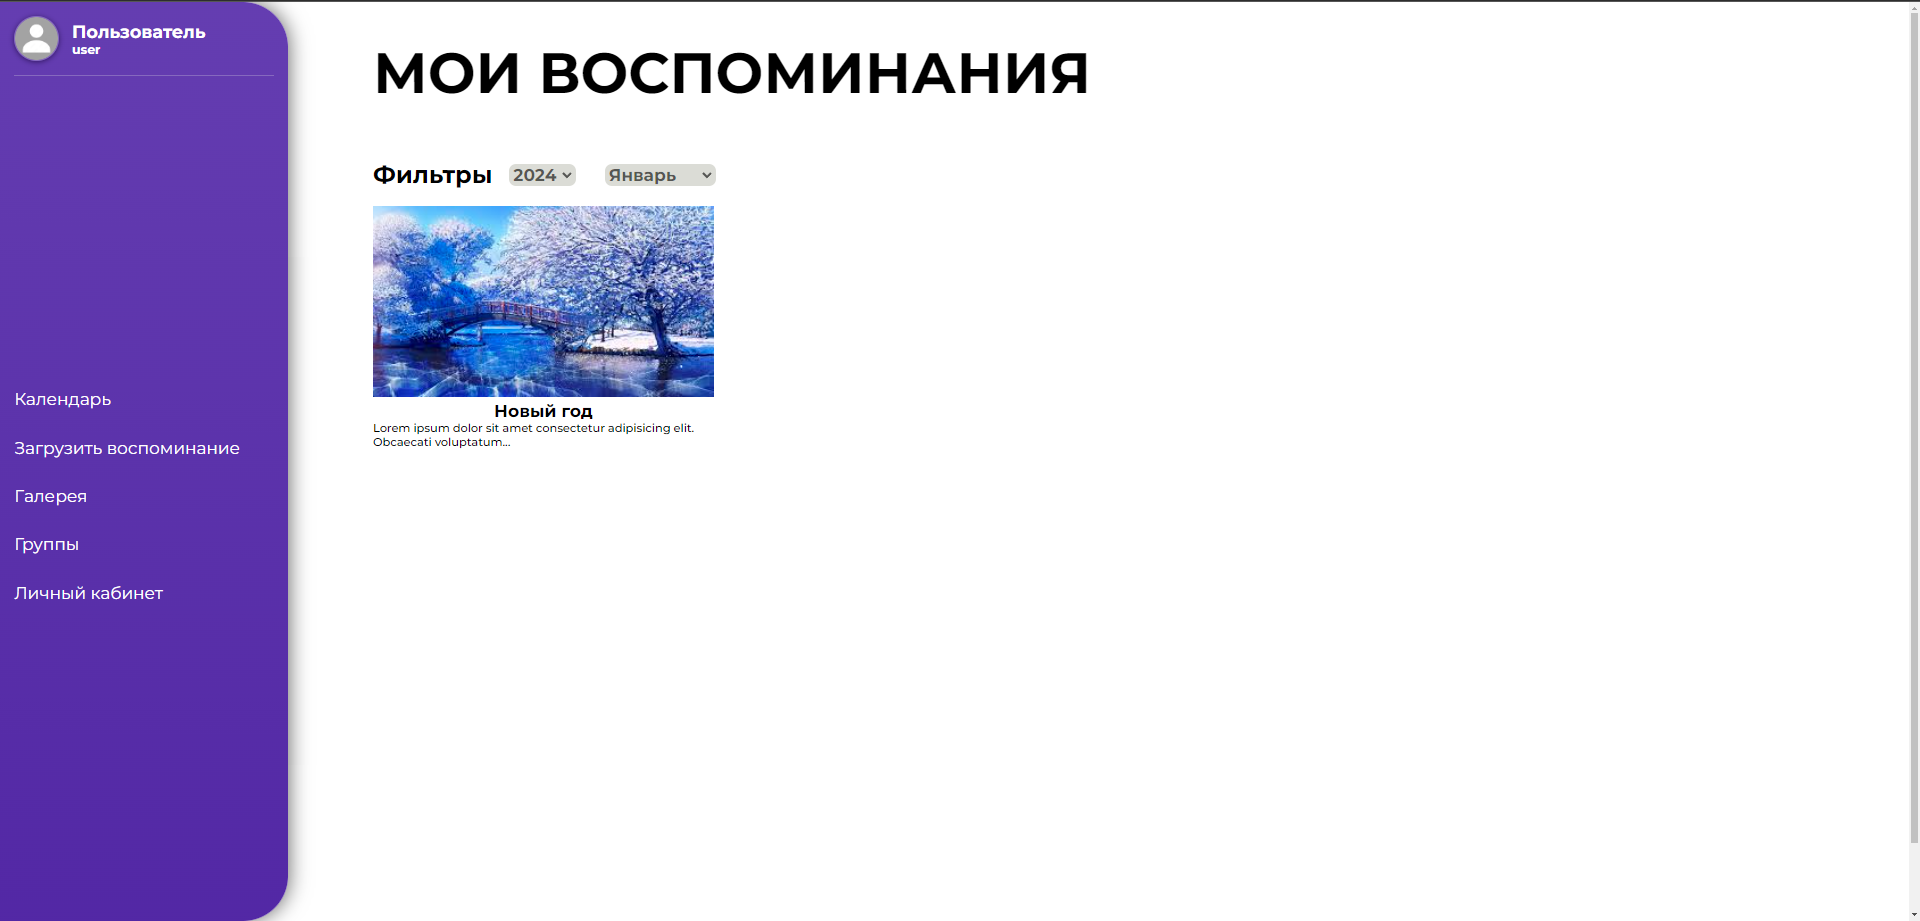 Пользователь
user
МОИ ВОСПОМИНАНИЯ
Фильтры 2024 Январь
Новый год
Lorem ipsum dolor sit amet consectetur adipisicing elit.
Obcaecati voluptatum...
Календарь
Загрузить воспоминание
Галерея
Группы
Личный кабинет